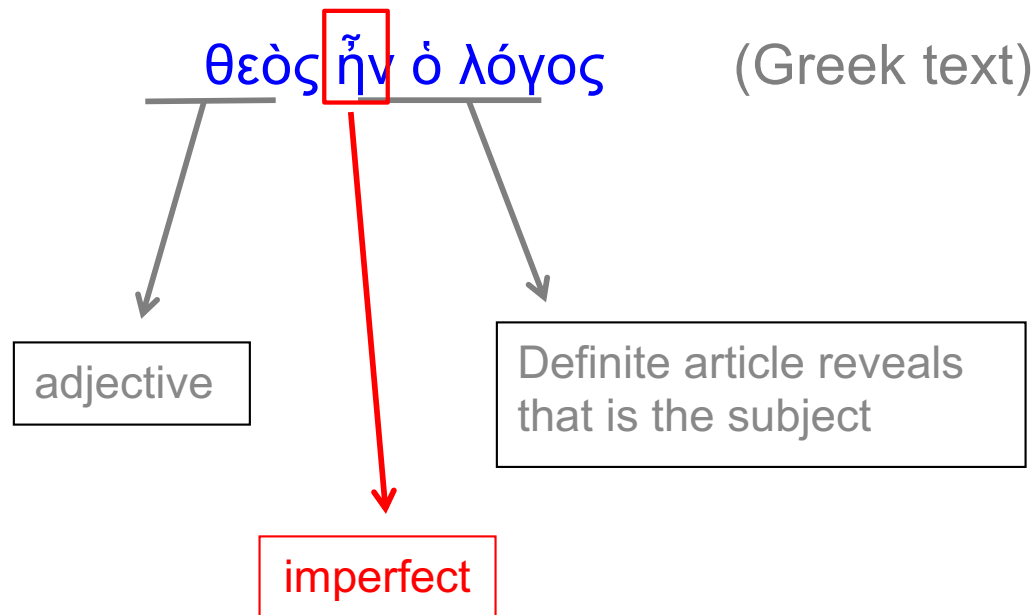 θεὸς ἦν ὁ λόγος (Greek text)
adjective
Definite article reveals
that is the subject
imperfect